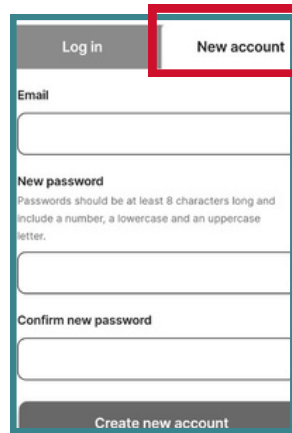 Log in
New account
Email
New password
Passwords should be at least 8 characters long and
include a number, a lowercase and an uppercase
letter.
Confirm new password
Create new account